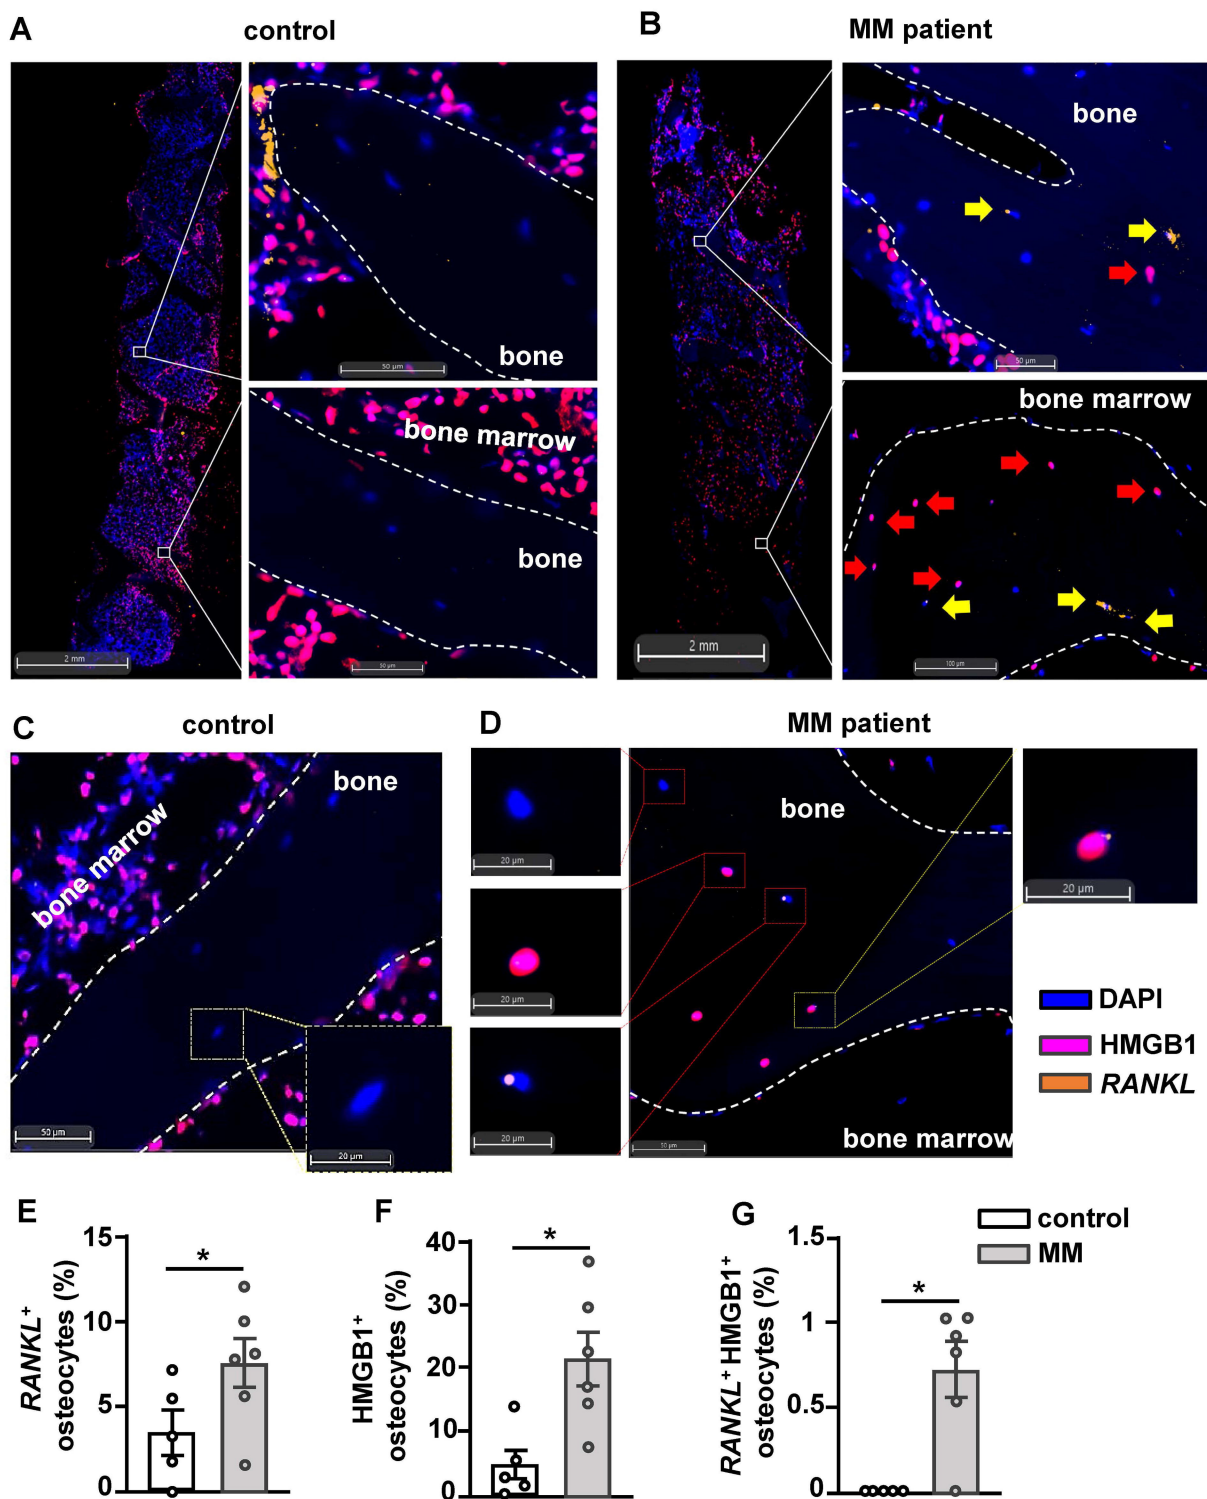 A
control
B
MM patient
bone
50 µm
bone
50 µm
bone marrow
bone marrow
bone
2 mm
50 µm
2 mm
100 µm
C
control
D
MM patient
bone
bone
bone marrow
20 µm
20 µm
20 µm
DAPI
HMGB1
RANKL
20 µm
50 µm
20 µm
50 µm
bone marrow
E
15
10
5
0
RANKL+
osteocytes (%)
*
F
40
30
20
10
0
HMGB1+
osteocytes (%)
*
G
1.5
1
0.5
0
RANKL+ HMGB1+
osteocytes (%)
*
control
MM